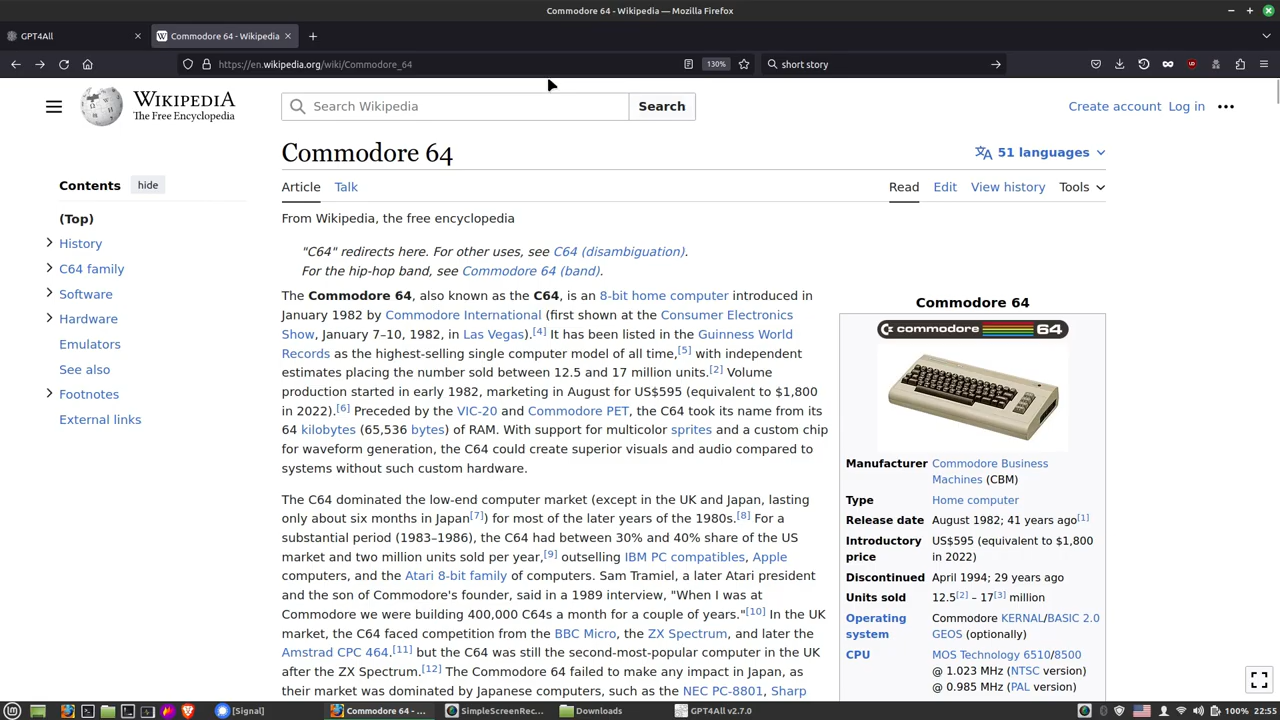 Commodore 64 - Wikipedia — Mozilla Firefox
GPT4All
Commodore 64 - Wikipedia
https://en.wikipedia.org/wiki/Commodore_64
130%
short story
WIKIPEDIA
The Free Encyclopedia
Search Wikipedia
Search
Create account Log in
Commodore 64
51 languages
Contents hide
(Top)
History
C64 family
Software
Hardware
Emulators
See also
Footnotes
External links
Article Talk
Read Edit View history Tools
From Wikipedia, the free encyclopedia
"C64" redirects here. For other uses, see C64 (disambiguation).
For the hip-hop band, see Commodore 64 (band).
The Commodore 64, also known as the C64, is an 8-bit home computer introduced in
January 1982 by Commodore International (first shown at the Consumer Electronics
Show, January 7–10, 1982, in Las Vegas).[4] It has been listed in the Guinness World
Records as the highest-selling single computer model of all time,[5] with independent
estimates placing the number sold between 12.5 and 17 million units.[2] Volume
production started in early 1982, marketing in August for US$595 (equivalent to $1,800
in 2022).[6] Preceded by the VIC-20 and Commodore PET, the C64 took its name from its
64 kilobytes (65,536 bytes) of RAM. With support for multicolor sprites and a custom chip
for waveform generation, the C64 could create superior visuals and audio compared to
systems without such custom hardware.
The C64 dominated the low-end computer market (except in the UK and Japan, lasting
only about six months in Japan[7]) for most of the later years of the 1980s.[8] For a
substantial period (1983–1986), the C64 had between 30% and 40% share of the US
market and two million units sold per year,[9] outselling IBM PC compatibles, Apple
computers, and the Atari 8-bit family of computers. Sam Tramiel, a later Atari president
and the son of Commodore's founder, said in a 1989 interview, "When I was at
Commodore we were building 400,000 C64s a month for a couple of years."[10] In the UK
market, the C64 faced competition from the BBC Micro, the ZX Spectrum, and later the
Amstrad CPC 464,[11] but the C64 was still the second-most-popular computer in the UK
after the ZX Spectrum.[12] The Commodore 64 failed to make any impact in Japan, as
their market was dominated by Japanese computers, such as the NEC PC-8801, Sharp
Commodore 64
commodore 64
Manufacturer Commodore Business
Machines (CBM)
Type Home computer
Release date August 1982; 41 years ago[1]
Introductory US$595 (equivalent to $1,800
price in 2022)
Discontinued April 1994; 29 years ago
Units sold 12.5[2] – 17[3] million
Operating Commodore KERNAL/BASIC 2.0
system GEOS (optionally)
CPU MOS Technology 6510/8500
@ 1.023 MHz (NTSC version)
@ 0.985 MHz (PAL version)
[Signal]
Commodore 64 - ...
SimpleScreenRec...
Downloads
GPT4All v2.7.0
100% 22:55